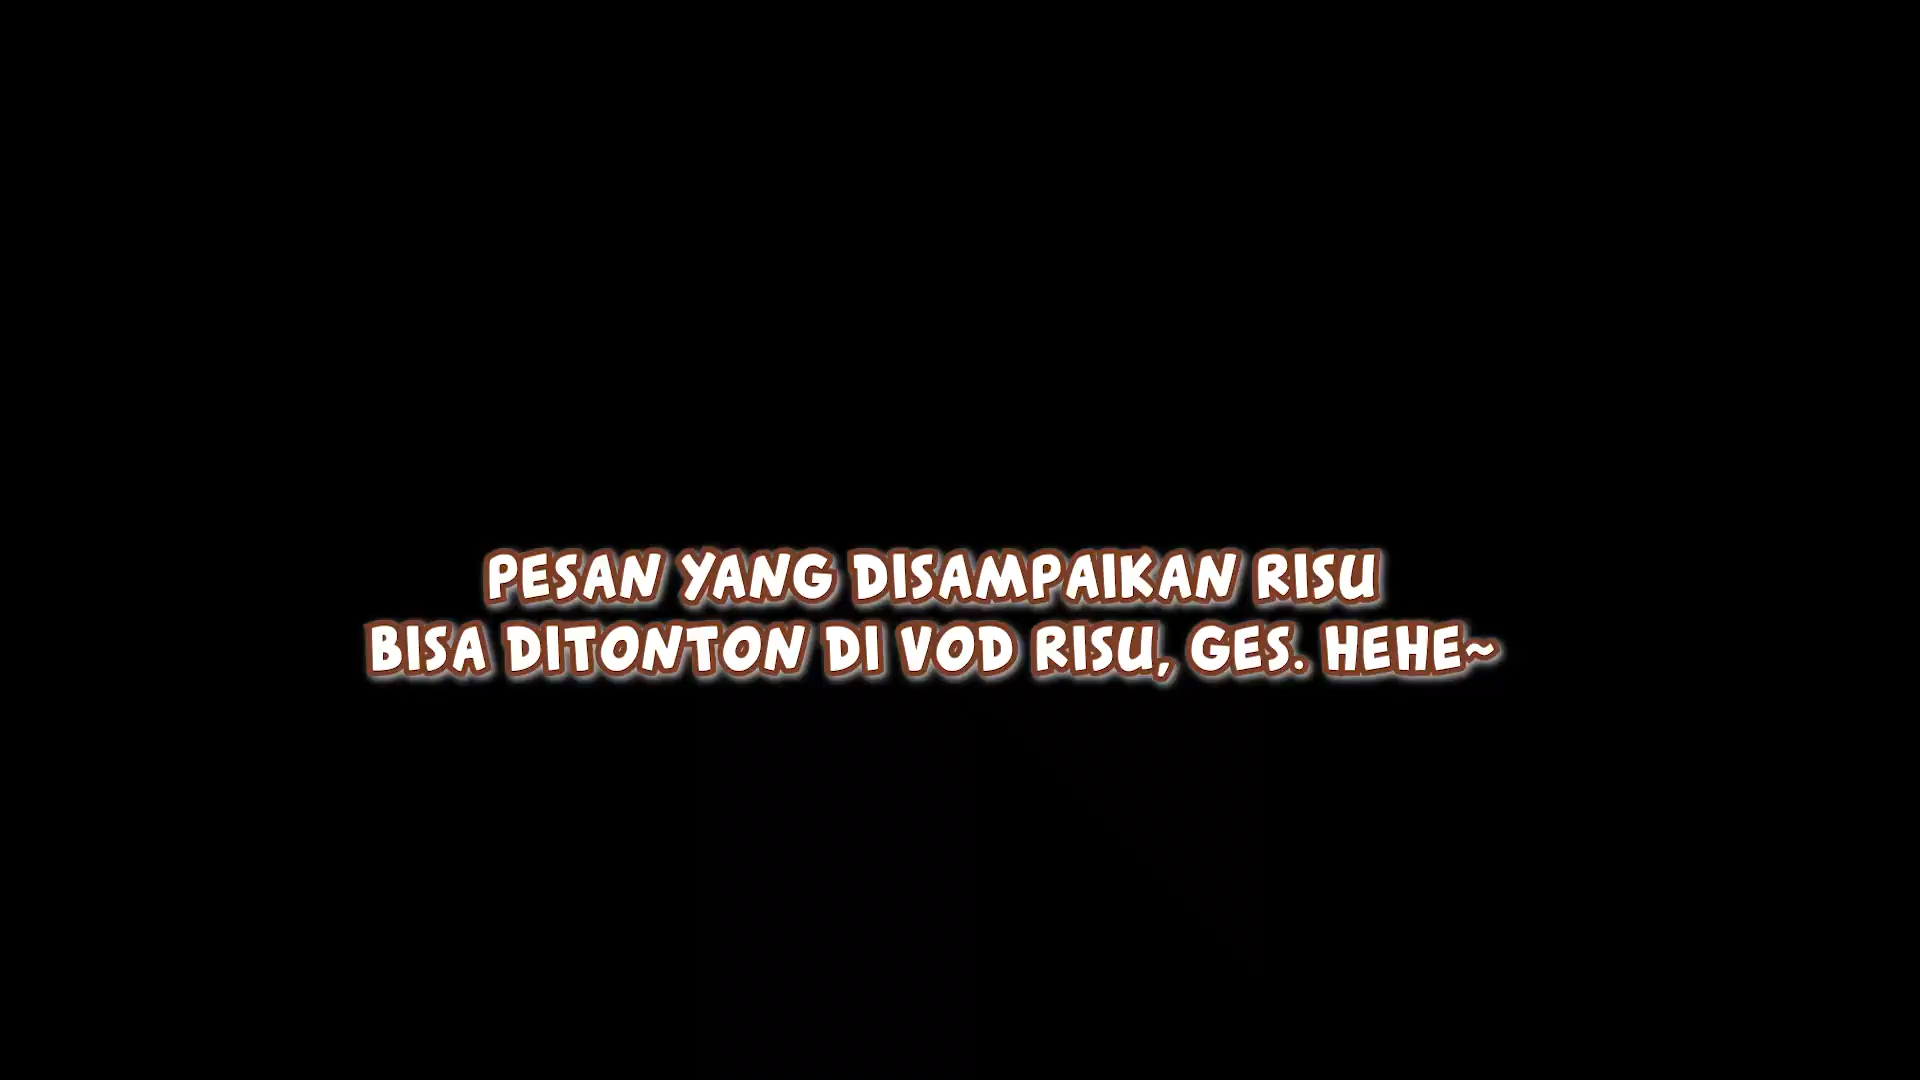 PESAN YANG DISAMPAIKAN RISU
BISA DITONTON DI VOD RISU, GES. HEHE~